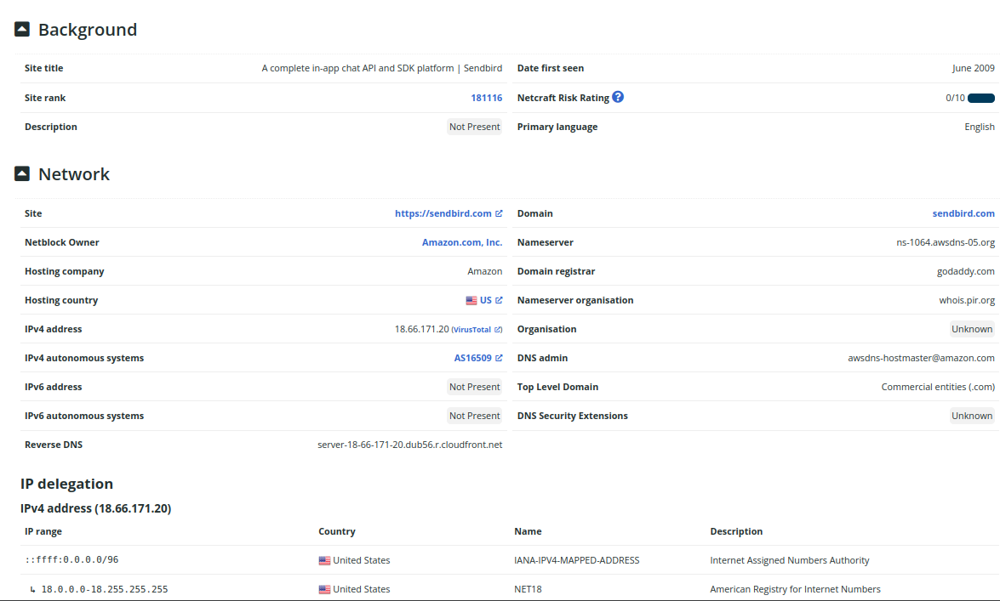 Background
Site title A complete in-app chat API and SDK platform | Sendbird Date first seen June 2009
Site rank 181116 Netcraft Risk Rating ? 0/10
Description Not Present Primary language English
Network
Site https://sendbird.com Domain sendbird.com
Netblock Owner Amazon.com, Inc. Nameserver ns-1064.awsdns-05.org
Hosting company Amazon Domain registrar godaddy.com
Hosting country US Nameserver organisation whois.pir.org
IPv4 address 18.66.171.20 (VirusTotal) Organisation Unknown
IPv4 autonomous systems AS16509 DNS admin awsdns-hostmaster@amazon.com
IPv6 address Not Present Top Level Domain Commercial entities (.com)
IPv6 autonomous systems Not Present DNS Security Extensions Unknown
Reverse DNS server-18-66-171-20.dub56.r.cloudfront.net
IP delegation
IPv4 address (18.66.171.20)
IP range Country Name Description
::ffff:0.0.0.0/96 United States IANA-IPV4-MAPPED-ADDRESS Internet Assigned Numbers Authority
↳ 18.0.0.0-18.255.255.255 United States NET18 American Registry for Internet Numbers